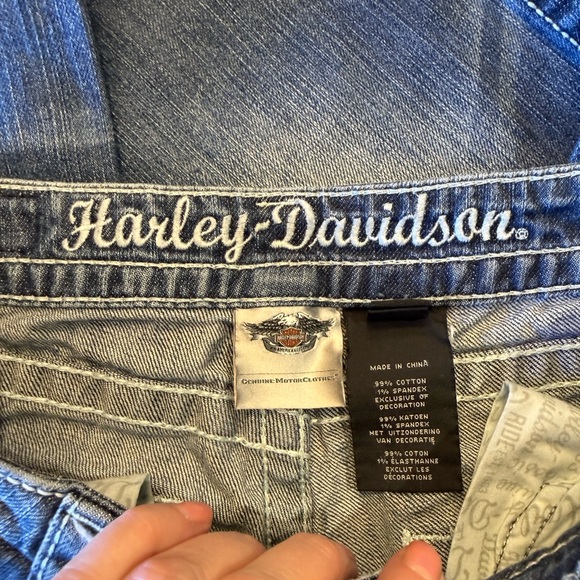 Harley-Davidson®
GENUINE MOTORCLOTHES®
MADE IN CHINA
99% COTTON
1% SPANDEX
EXCLUSIVE OF
DECORATION
99% KATOEN
1% SPANDEX
MET UITZONDERING
VAN DECORATIE
99% COTON
1% ÉLASTHANNE
EXCLUT LES
DÉCORATIONS